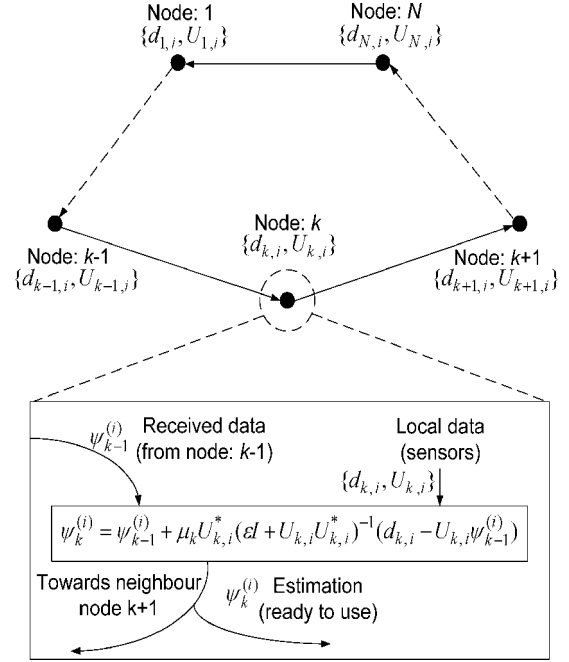 Node: 1
{d_{1,i}, U_{1,i}}
Node: N
{d_{N,i}, U_{N,i}}
Node: k-1
{d_{k-1,i}, U_{k-1,i}}
Node: k
{d_{k,i}, U_{k,i}}
Node: k+1
{d_{k+1,i}, U_{k+1,i}}
ψ_{k-1}^{(i)}
Received data
(from node: k-1)
Local data
(sensors)
{d_{k,i}, U_{k,i}}
ψ_k^{(i)} = ψ_{k-1}^{(i)} + μ_k U_{k,i}^* (εI + U_{k,i} U_{k,i}^*)^{-1} (d_{k,i} − U_{k,i} ψ_{k-1}^{(i)})
Towards neighbour
node k+1
ψ_k^{(i)}
Estimation
(ready to use)